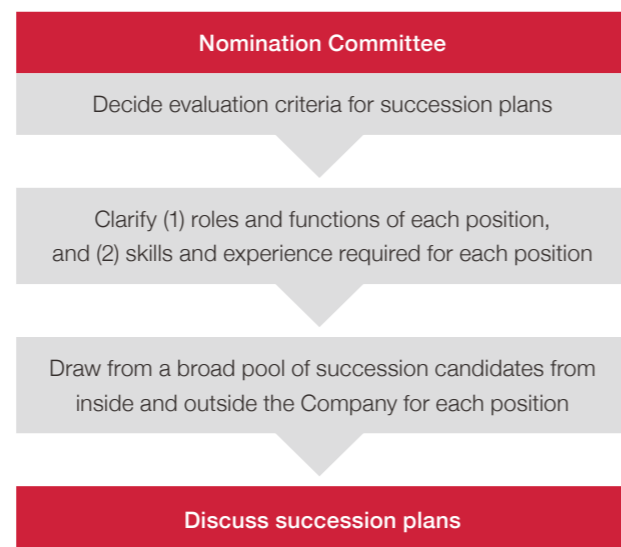 Nomination Committee
Decide evaluation criteria for succession plans
Clarify (1) roles and functions of each position,
and (2) skills and experience required for each position
Draw from a broad pool of succession candidates from
inside and outside the Company for each position
Discuss succession plans